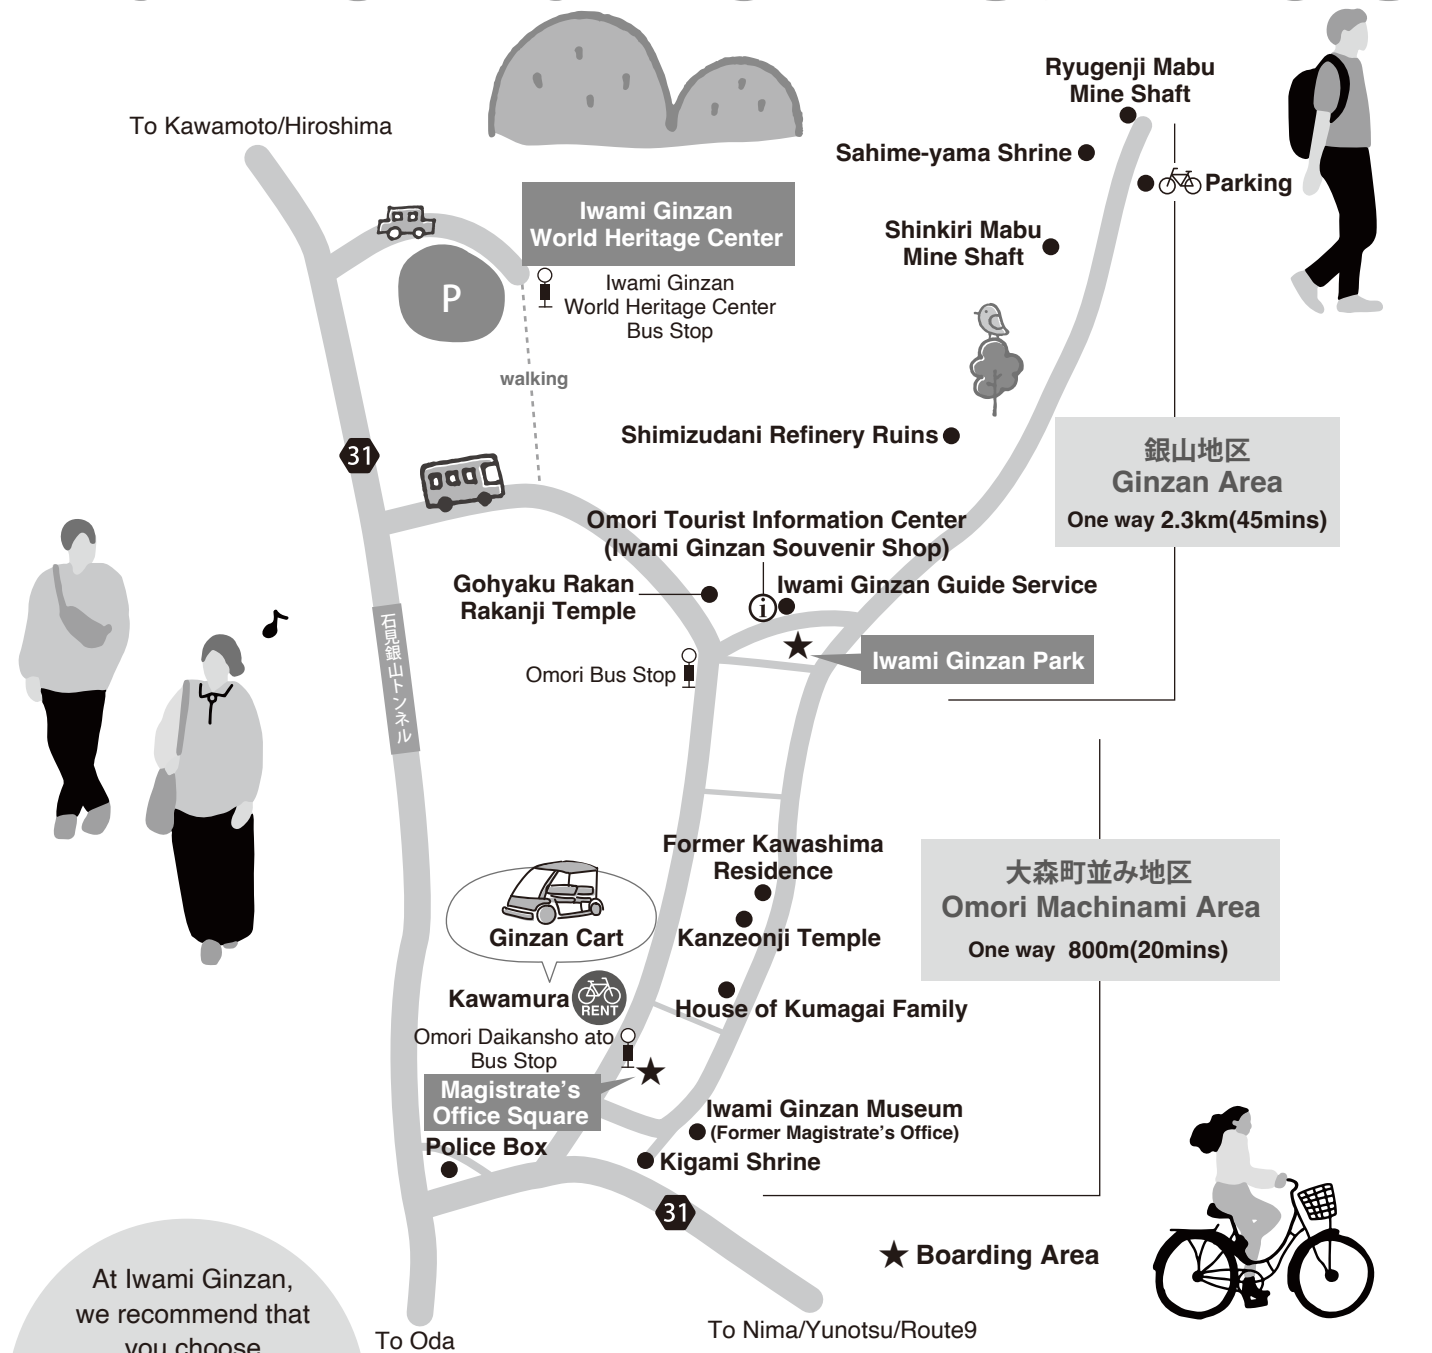 Ryugenji Mabu
Mine Shaft
To Kawamoto/Hiroshima
Sahime-yama Shrine
Parking
Iwami Ginzan
World Heritage Center
Shinkiri Mabu
Mine Shaft
P
Iwami Ginzan
World Heritage Center
Bus Stop
walking
31
Shimizudani Refinery Ruins
銀山地区
Ginzan Area
One way 2.3km(45mins)
Omori Tourist Information Center
(Iwami Ginzan Souvenir Shop)
Gohyaku Rakan
Rakanji Temple
i
Iwami Ginzan Guide Service
石見銀山トンネル
Omori Bus Stop
★
Iwami Ginzan Park
Former Kawashima
Residence
大森町並み地区
Omori Machinami Area
One way 800m(20mins)
Ginzan Cart
Kanzeonji Temple
Kawamura
RENT
House of Kumagai Family
Omori Daikansho ato
Bus Stop
★
Magistrate's
Office Square
Iwami Ginzan Museum
(Former Magistrate's Office)
Police Box
Kigami Shrine
31
★ Boarding Area
At Iwami Ginzan,
we recommend that
you choose
To Oda
To Nima/Yunotsu/Route9